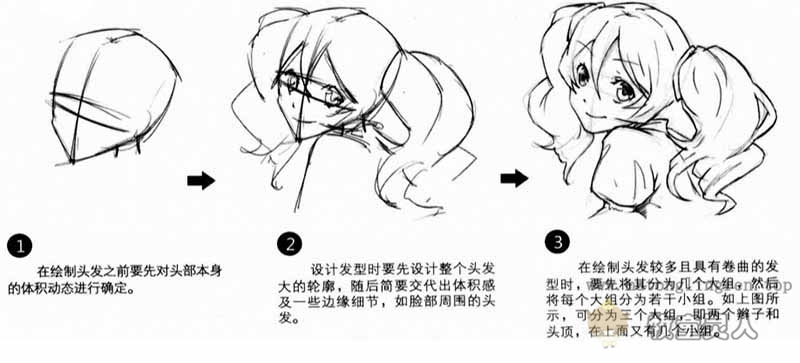 1
在绘制头发之前要先对头部本身
的体积动态进行确定。
2
设计发型时要先设计整个头发
大的轮廓，随后简要交代出体积感
及一些边缘细节，如脸部周围的头
发。
3
在绘制头发较多且具有卷曲的发
型时，要先将其分为几个大组。然后
将每个大组分为若干小组。如上图所
示，可分为三个大组，即两个辫子和
头顶，在上面又有几个小组。